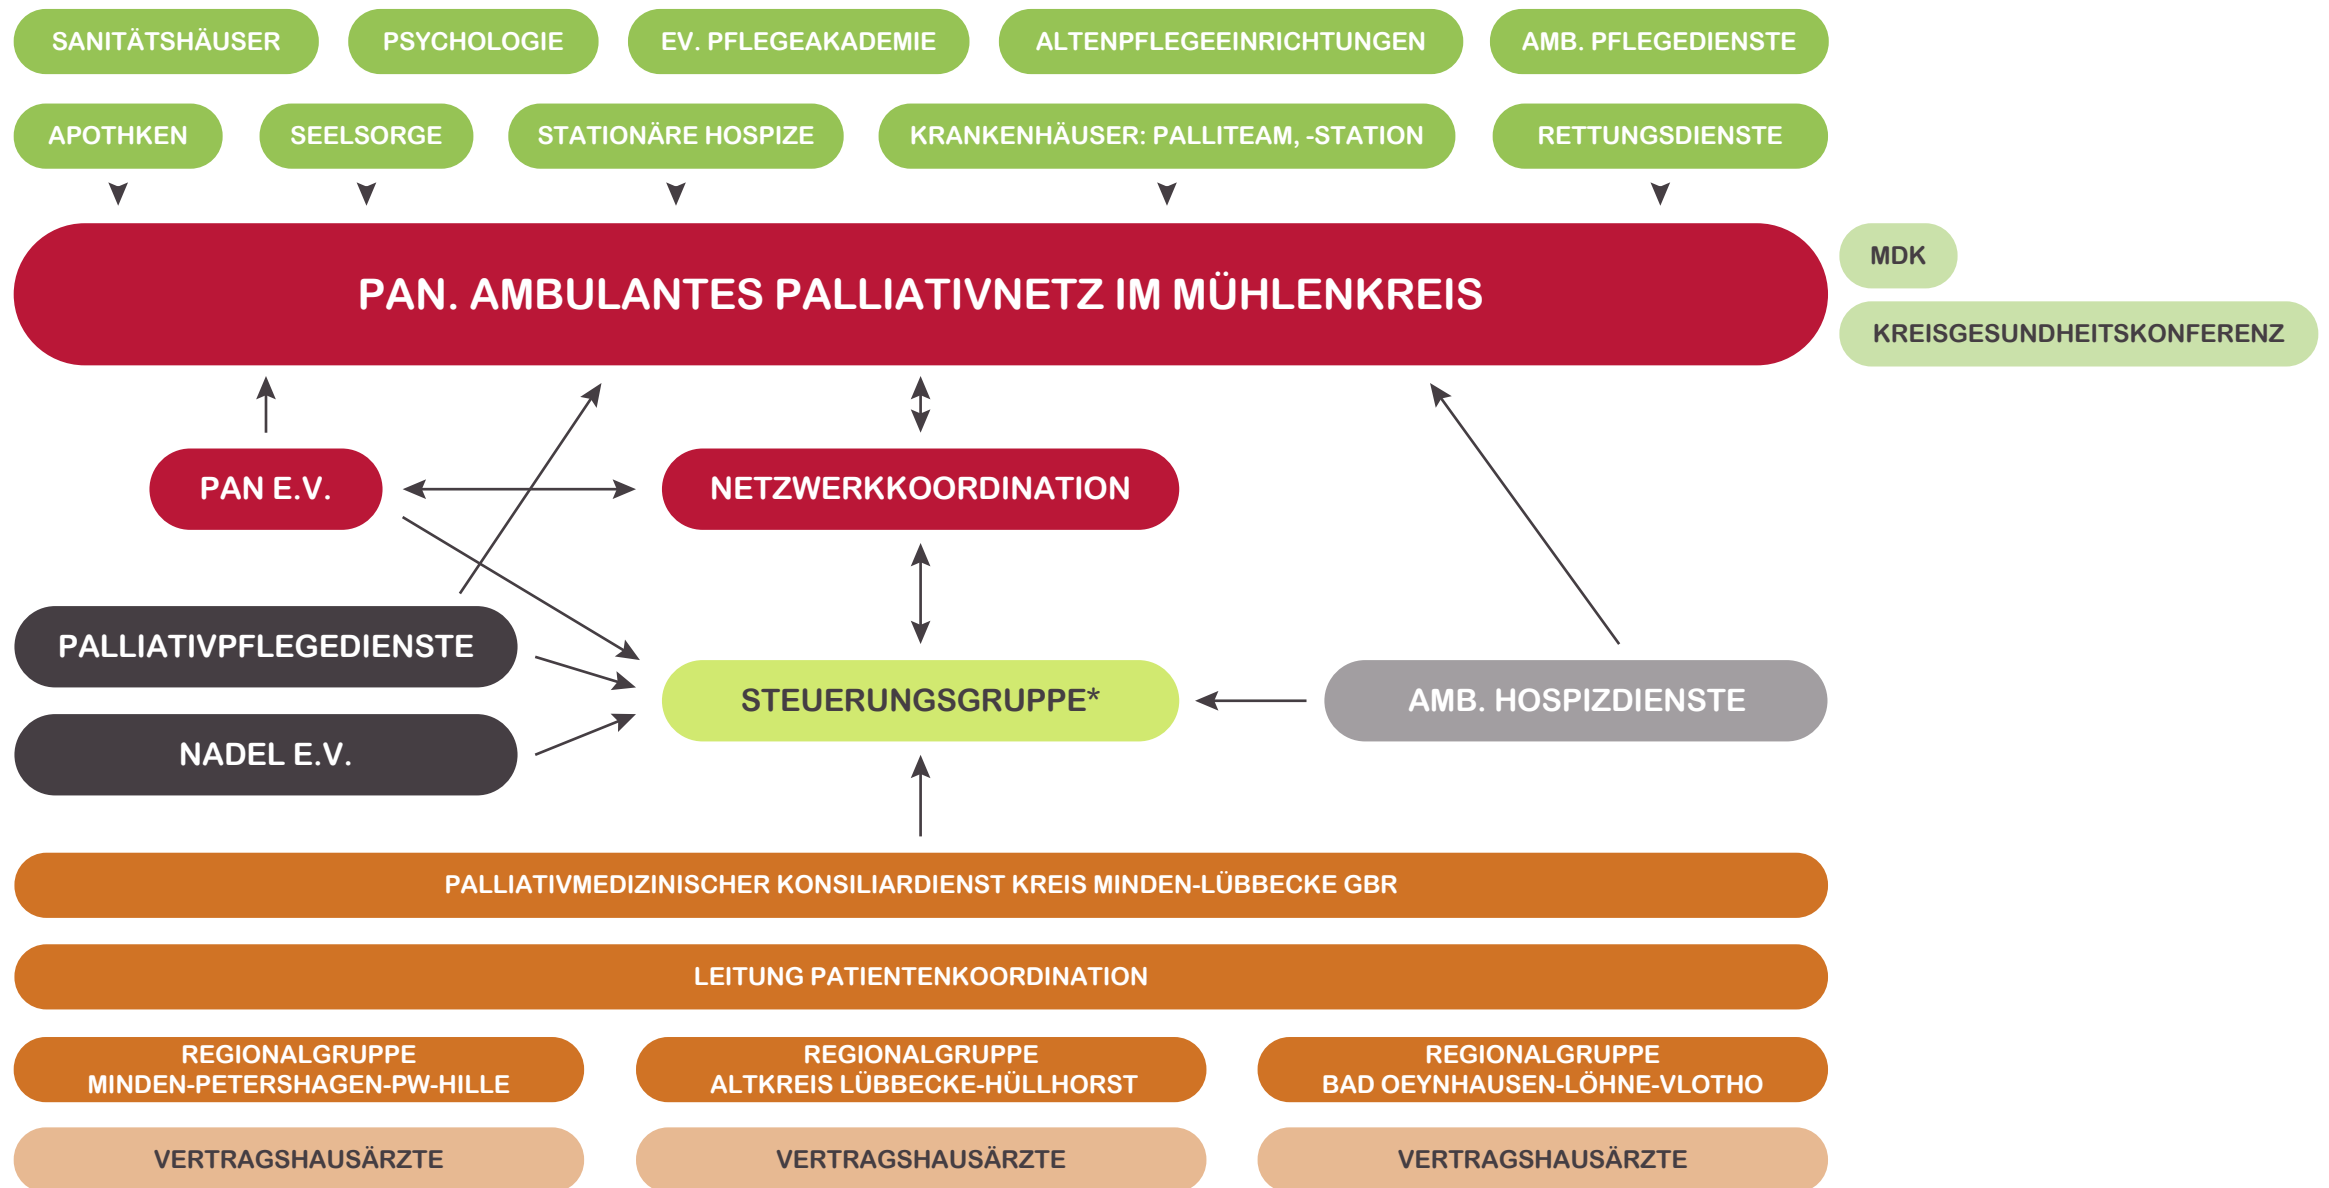 SANITÄTSHÄUSER
PSYCHOLOGIE
EV. PFLEGEAKADEMIE
ALTENPFLEGEEINRICHTUNGEN
AMB. PFLEGEDIENSTE
APOTHKEN
SEELSORGE
STATIONÄRE HOSPIZE
KRANKENHÄUSER: PALLITEAM, -STATION
RETTUNGSDIENSTE
PAN. AMBULANTES PALLIATIVNETZ IM MÜHLENKREIS
MDK
KREISGESUNDHEITSKONFERENZ
PAN E.V.
NETZWERKKOORDINATION
PALLIATIVPFLEGEDIENSTE
STEUERUNGSGRUPPE*
AMB. HOSPIZDIENSTE
NADEL E.V.
PALLIATIVMEDIZINISCHER KONSILIARDIENST KREIS MINDEN-LÜBBECKE GBR
LEITUNG PATIENTENKOORDINATION
REGIONALGRUPPE
MINDEN-PETERSHAGEN-PW-HILLE
REGIONALGRUPPE
ALTKREIS LÜBBECKE-HÜLLHORST
REGIONALGRUPPE
BAD OEYNHAUSEN-LÖHNE-VLOTHO
VERTRAGSHAUSÄRZTE
VERTRAGSHAUSÄRZTE
VERTRAGSHAUSÄRZTE